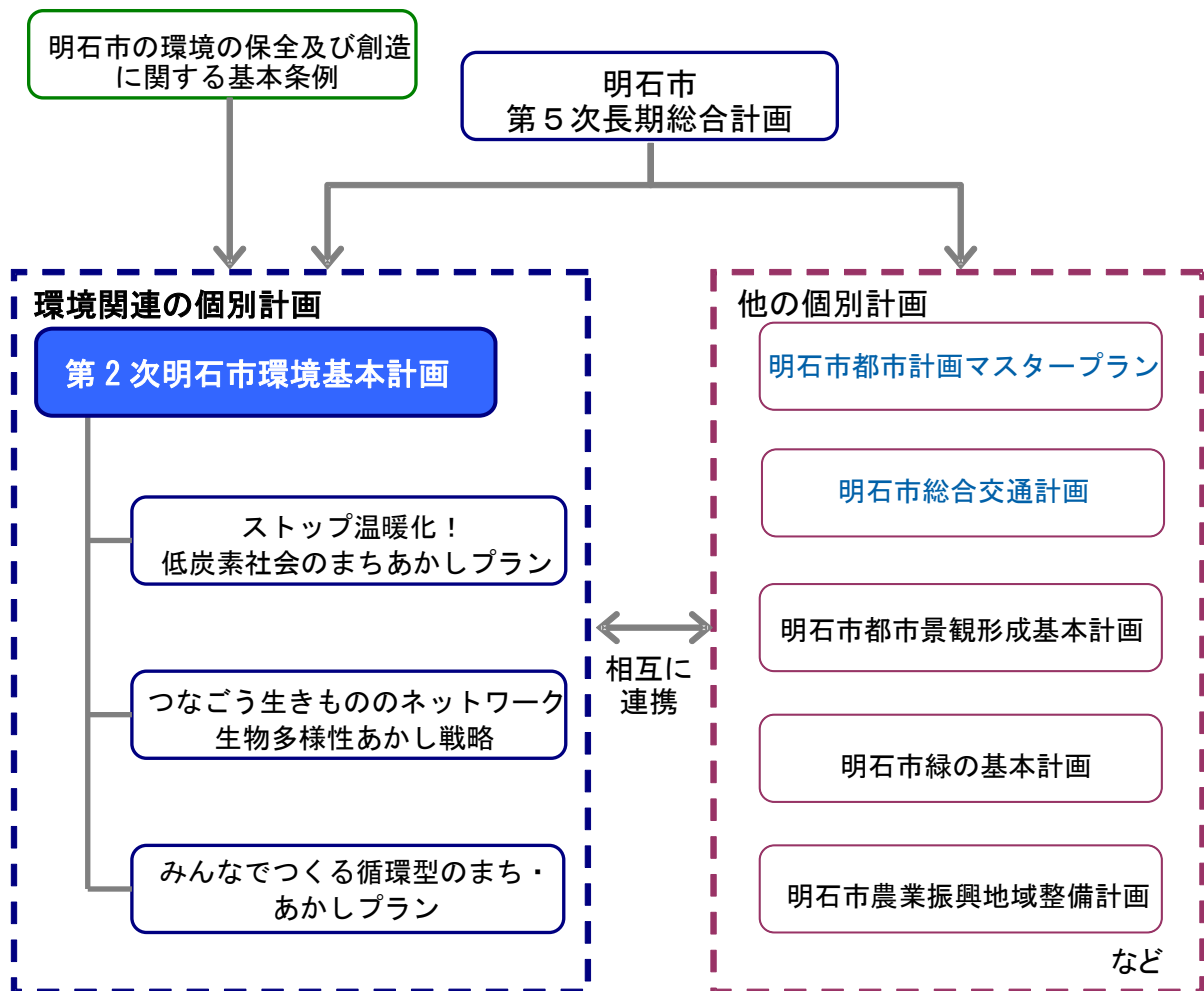 明石市の環境の保全及び創造
に関する基本条例
明石市
第５次長期総合計画
環境関連の個別計画
第２次明石市環境基本計画
ストップ温暖化！
低炭素社会のまちあかしプラン
つなごう生きもののネットワーク
生物多様性あかし戦略
みんなでつくる循環型のまち・
あかしプラン
相互に
連携
他の個別計画
明石市都市計画マスタープラン
明石市総合交通計画
明石市都市景観形成基本計画
明石市緑の基本計画
明石市農業振興地域整備計画
など